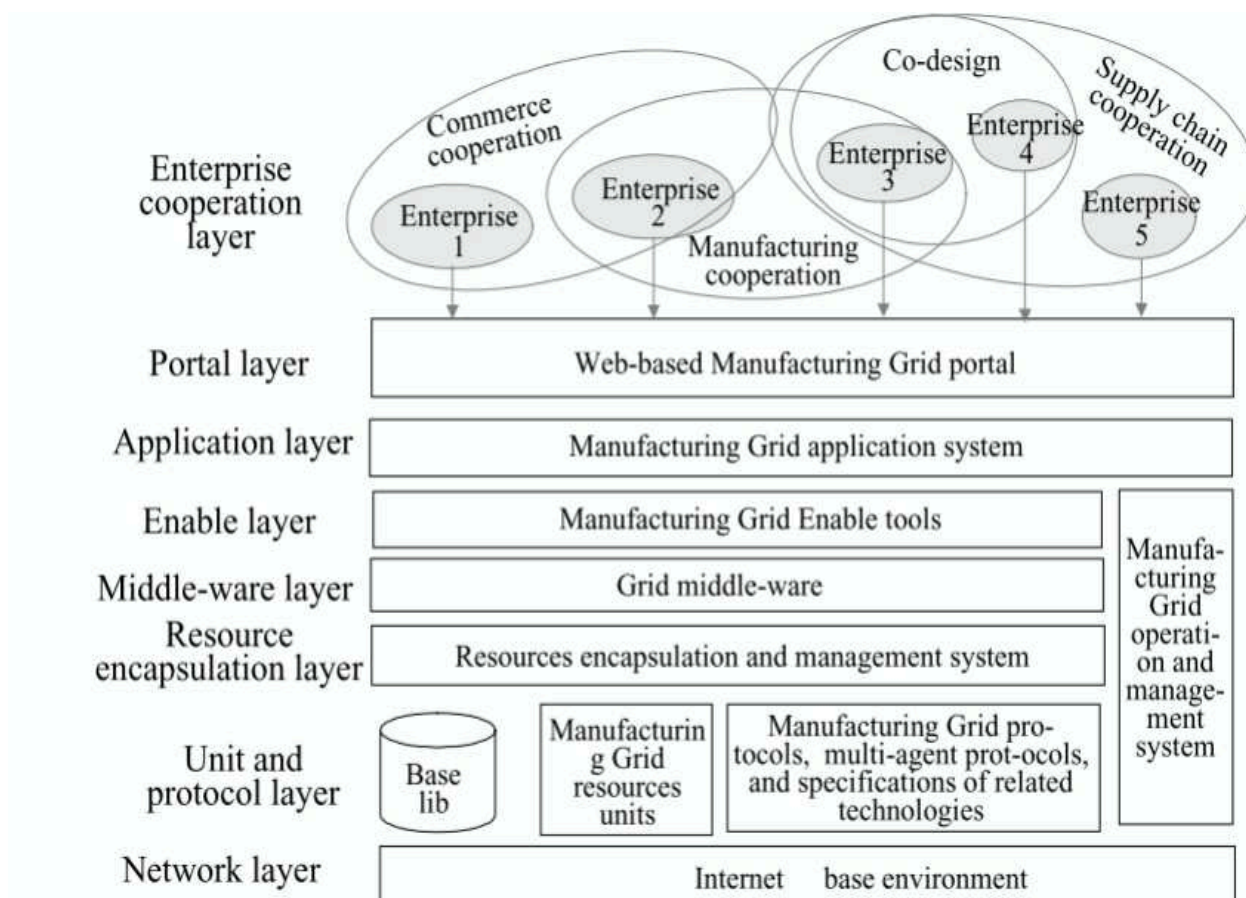 Co-design
Supply chain
cooperation
Commerce
cooperation
Enterprise
4
Enterprise
3
Enterprise
cooperation
layer
Enterprise
2
Enterprise
1
Enterprise
5
Manufacturing
cooperation
Portal layer
Web-based Manufacturing Grid portal
Application layer
Manufacturing Grid application system
Enable layer
Manufacturing Grid Enable tools
Middle-ware layer
Grid middle-ware
Resource
encapsulation layer
Resources encapsulation and management system
Manufa-
cturing
Grid
operati-
on and
manage-
ment
system
Unit and
protocol layer
Base
lib
Manufacturin
g Grid
resources
units
Manufacturing Grid pro-
tocols, multi-agent prot-ocols,
and specifications of related
technologies
Network layer
Internet base environment